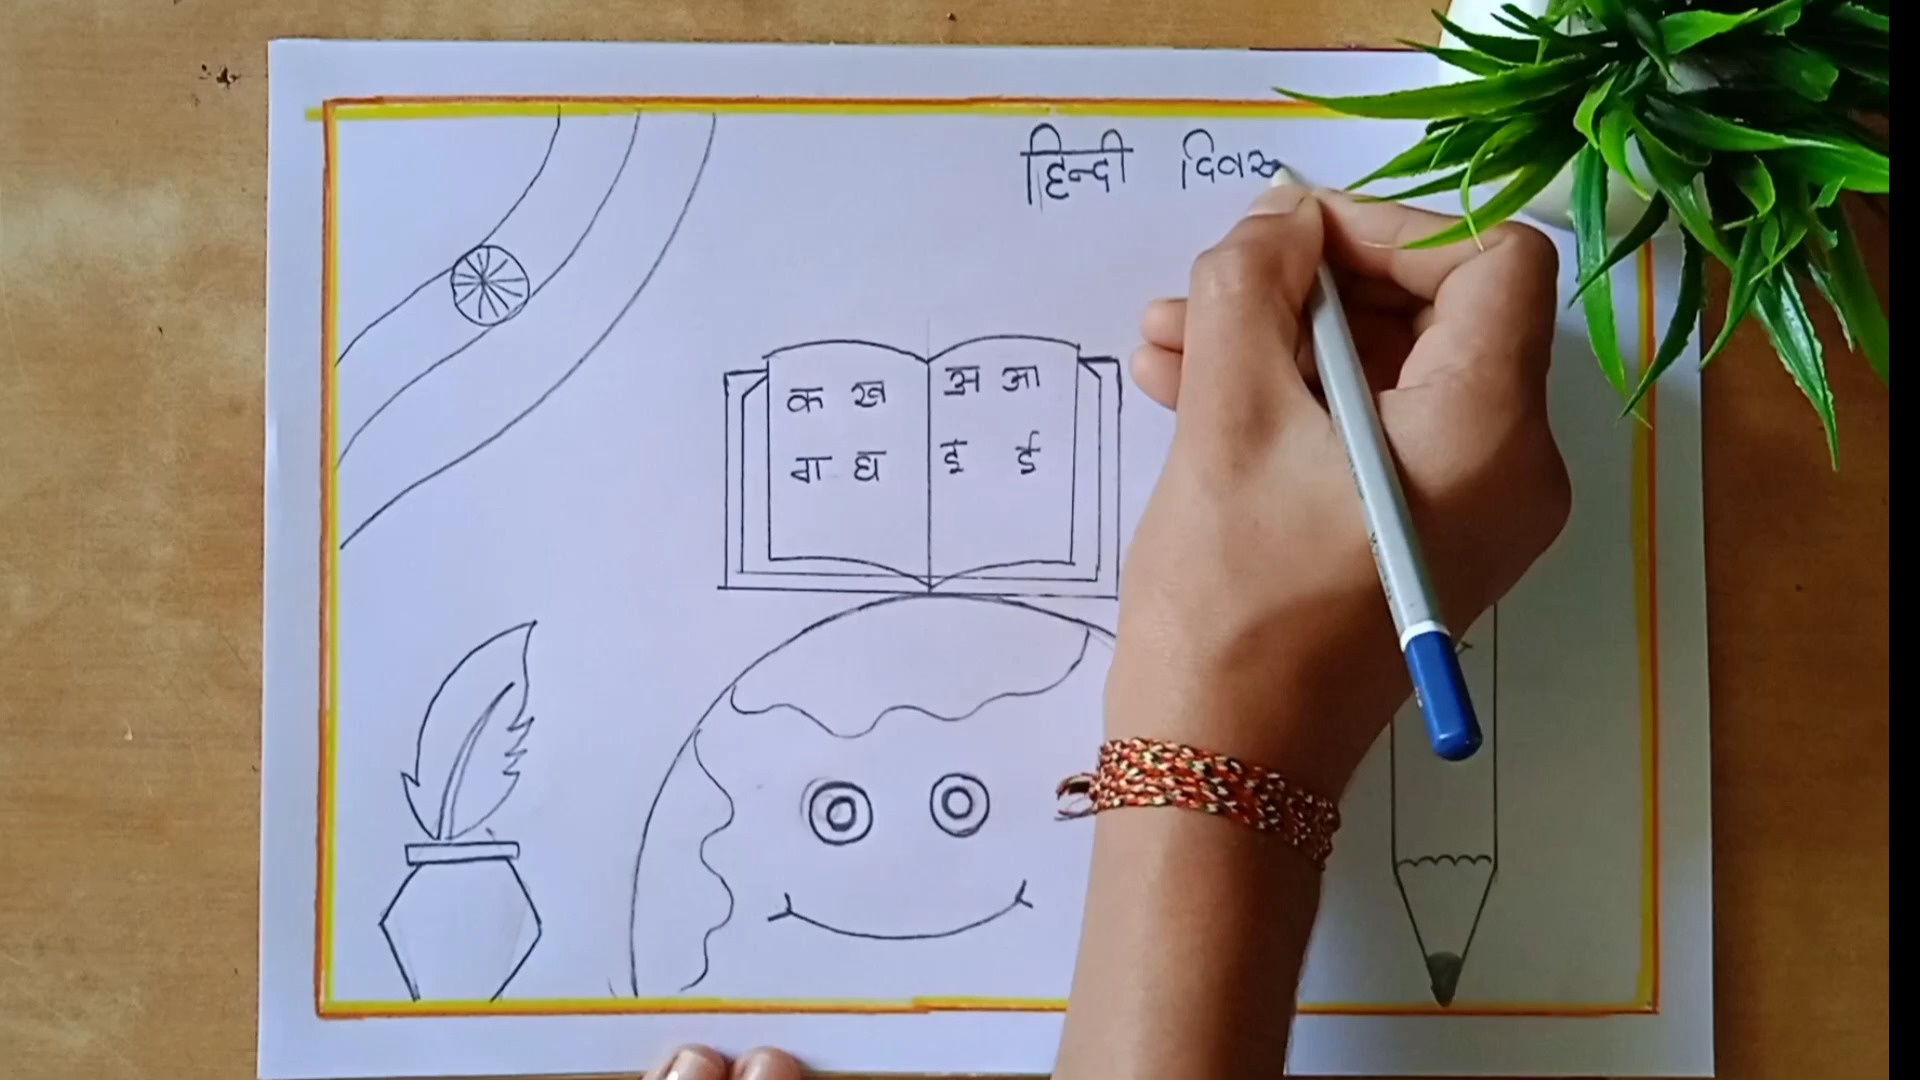 हिन्दी दिवस
क ख
ग घ
अ आ
इ ई